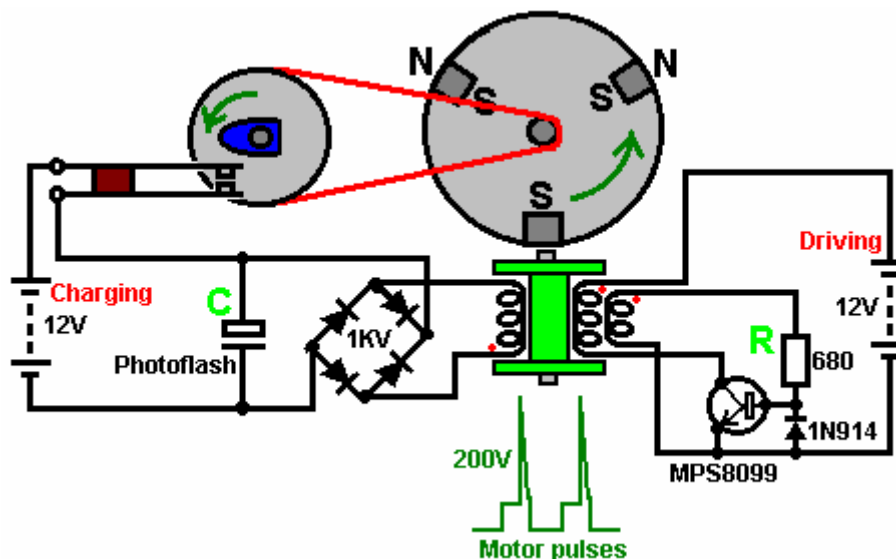 N
S
S
N
S
Charging
12V
C
Photoflash
1KV
Driving
12V
R
680
1N914
MPS8099
200V
Motor pulses